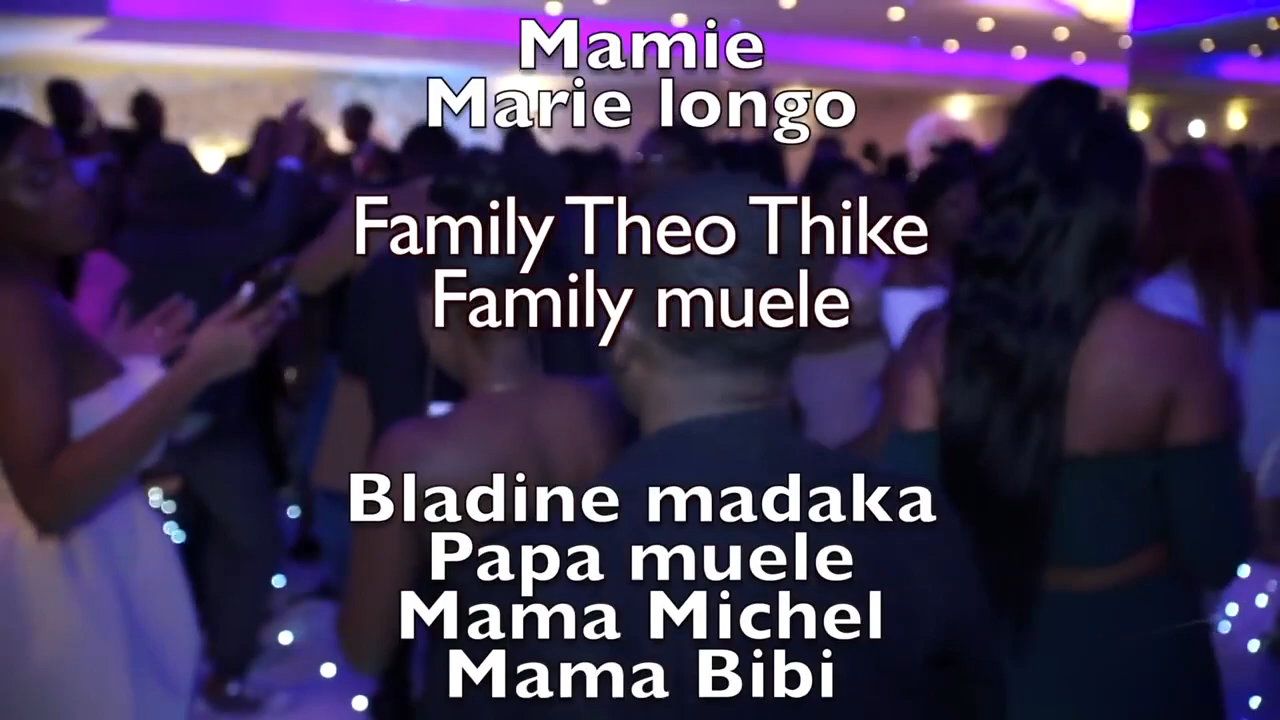 Mamie
Marie longo
Family Theo Thike
Family muele
Bladine madaka
Papa muele
Mama Michel
Mama Bibi